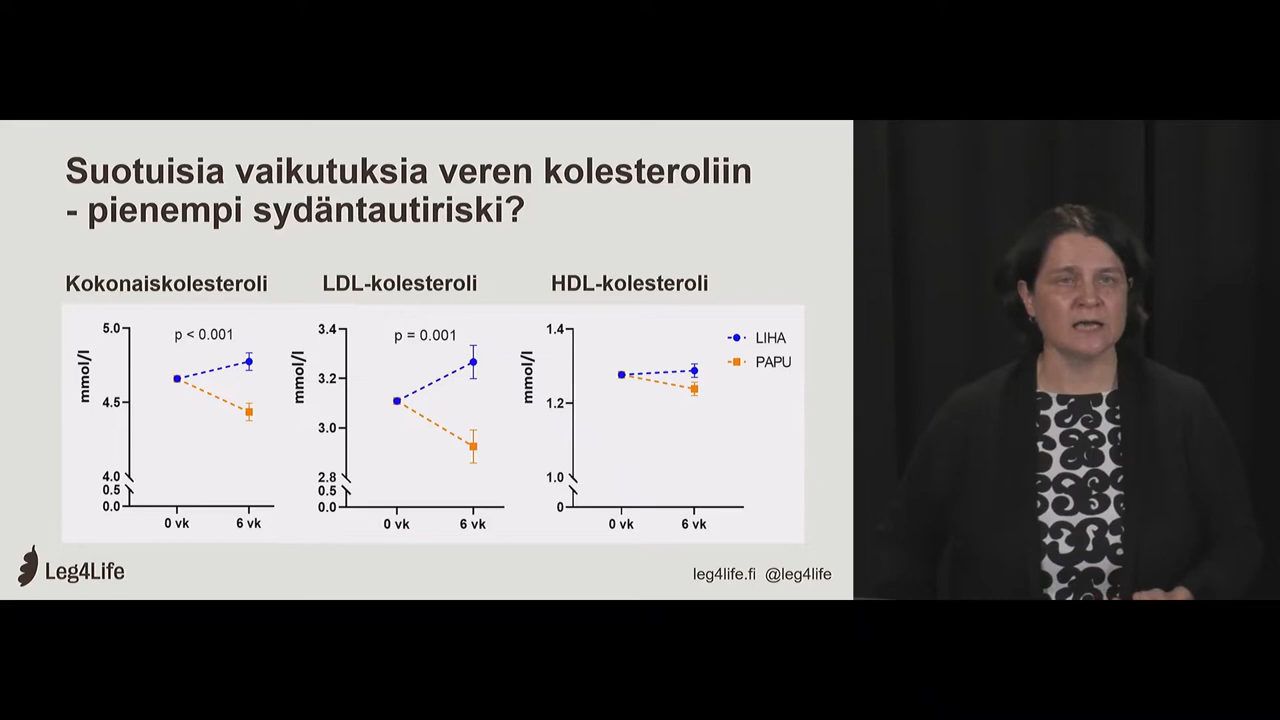 Suotuisia vaikutuksia veren kolesteroliin
- pienempi sydäntautiriski?
Kokonaiskolesteroli
LDL-kolesteroli
HDL-kolesteroli
5.0
4.5
4.0
0.5
0.0
mmol/l
p < 0.001
0 vk
6 vk
3.4
3.2
3.0
2.8
0.5
0.0
mmol/l
p = 0.001
0 vk
6 vk
1.4
1.2
1.0
0
mmol/l
0 vk
6 vk
LIHA
PAPU
Leg4Life
leg4life.fi @leg4life